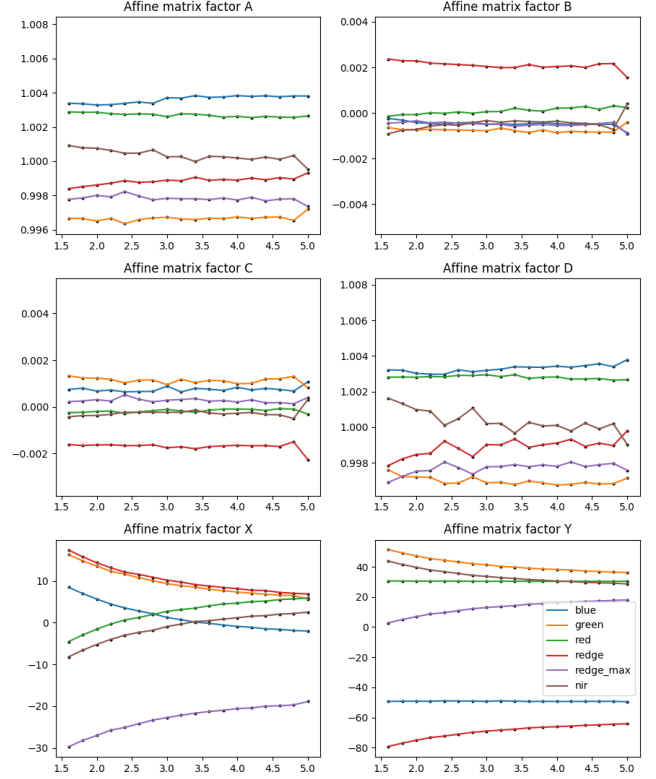 Affine matrix factor A
Affine matrix factor B
1.008
1.006
1.004
1.002
1.000
0.998
0.996
1.5 2.0 2.5 3.0 3.5 4.0 4.5 5.0
0.004
0.002
0.000
−0.002
−0.004
1.5 2.0 2.5 3.0 3.5 4.0 4.5 5.0
Affine matrix factor C
Affine matrix factor D
0.004
0.002
0.000
−0.002
1.5 2.0 2.5 3.0 3.5 4.0 4.5 5.0
1.008
1.006
1.004
1.002
1.000
0.998
1.5 2.0 2.5 3.0 3.5 4.0 4.5 5.0
Affine matrix factor X
Affine matrix factor Y
10
0
−10
−20
−30
1.5 2.0 2.5 3.0 3.5 4.0 4.5 5.0
40
20
0
−20
−40
−60
−80
blue
green
red
redge
redge_max
nir
1.5 2.0 2.5 3.0 3.5 4.0 4.5 5.0